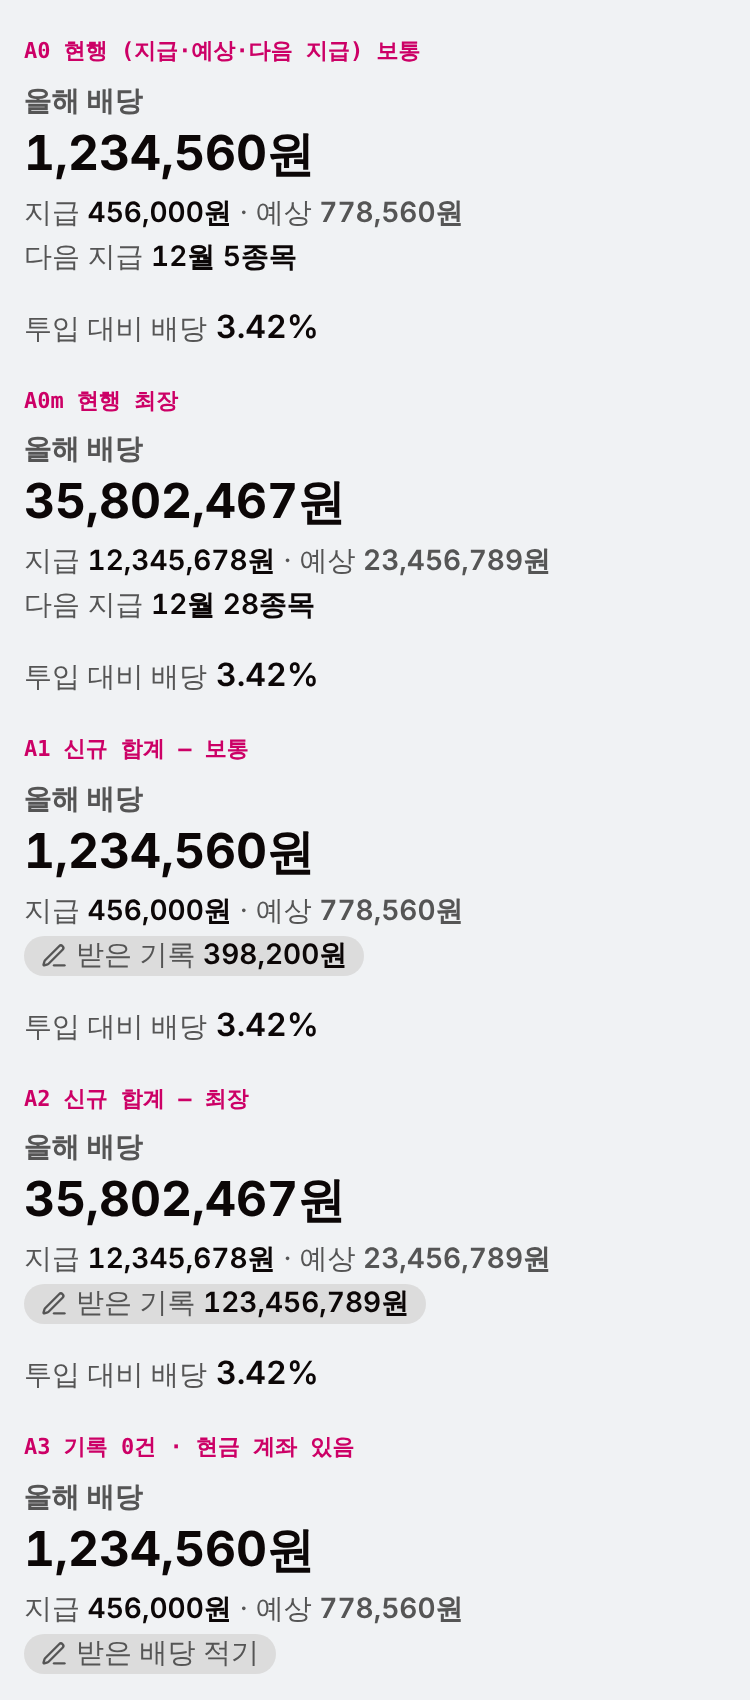 A0 현행 (지급·예상·다음 지급) 보통
올해 배당
1,234,560원
지급 456,000원 · 예상 778,560원
다음 지급 12월 5종목
투입 대비 배당 3.42%
A0m 현행 최장
올해 배당
35,802,467원
지급 12,345,678원 · 예상 23,456,789원
다음 지급 12월 28종목
투입 대비 배당 3.42%
A1 신규 합계 — 보통
올해 배당
1,234,560원
지급 456,000원 · 예상 778,560원
받은 기록 398,200원
투입 대비 배당 3.42%
A2 신규 합계 — 최장
올해 배당
35,802,467원
지급 12,345,678원 · 예상 23,456,789원
받은 기록 123,456,789원
투입 대비 배당 3.42%
A3 기록 0건 · 현금 계좌 있음
올해 배당
1,234,560원
지급 456,000원 · 예상 778,560원
받은 배당 적기